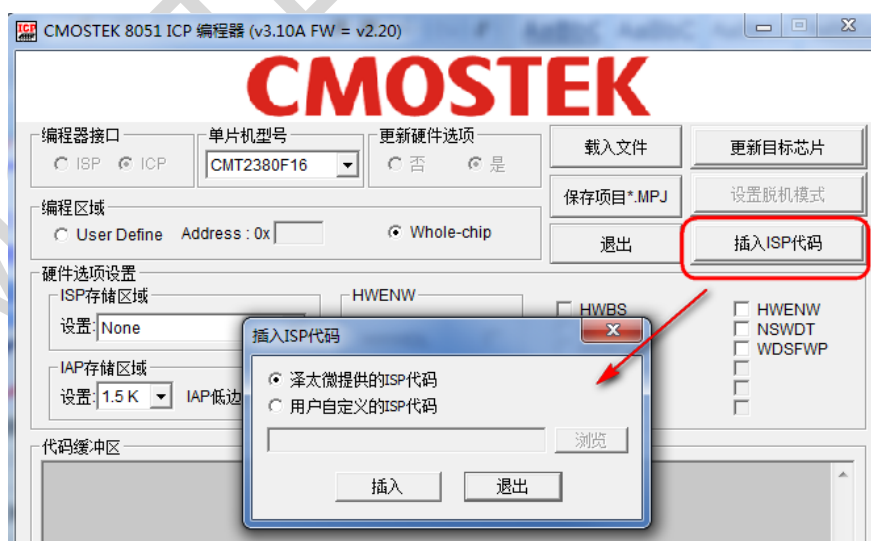 CMOSTEK 8051 ICP 编程器 (v3.10A FW = v2.20)
CMOSTEK
编程器接口
ISP ICP
单片机型号
CMT2380F16
更新硬件选项
否 是
载入文件
更新目标芯片
保存项目*.MPJ
设置脱机模式
编程区域
User Define Address : 0x
Whole-chip
退出
插入ISP代码
硬件选项设置
ISP存储区域
设置: None
HWENW
HWBS
HWENW
NSWDT
WDSFWP
IAP存储区域
设置: 1.5 K IAP低边
插入ISP代码
泽太微提供的ISP代码
用户自定义的ISP代码
浏览
插入 退出
代码缓冲区